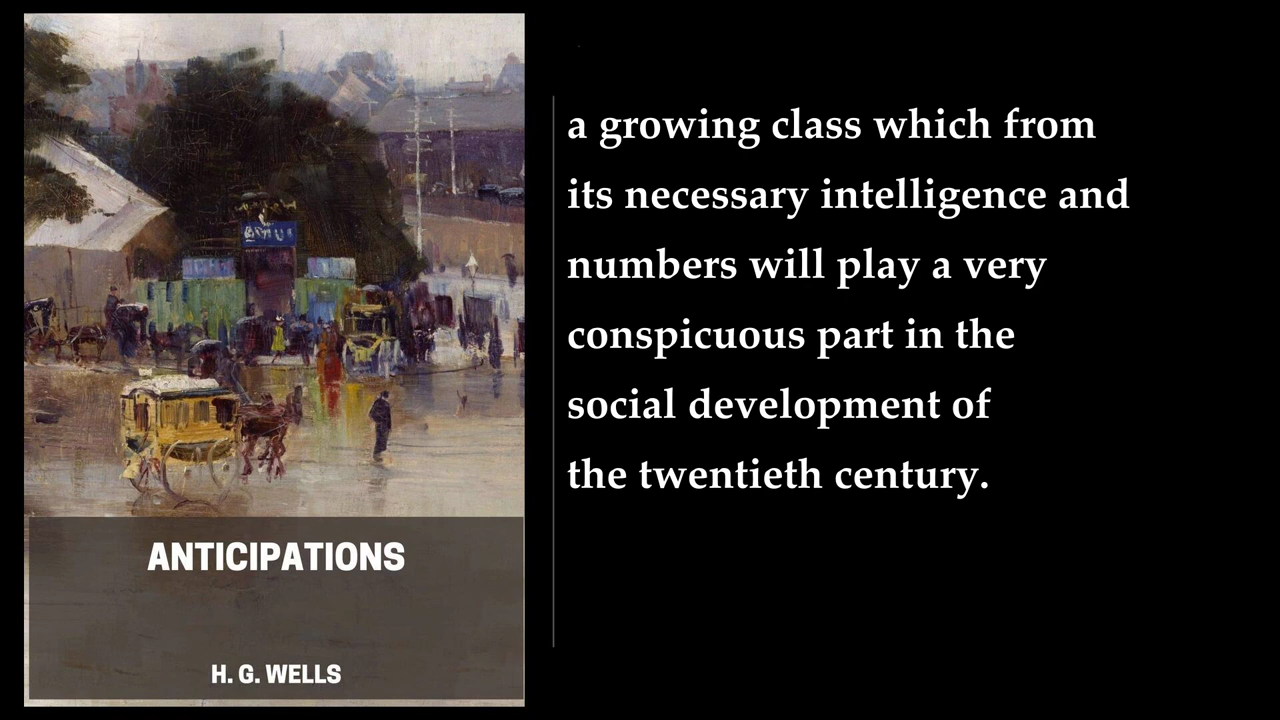 ANTICIPATIONS
H. G. WELLS
a growing class which from
its necessary intelligence and
numbers will play a very
conspicuous part in the
social development of
the twentieth century.